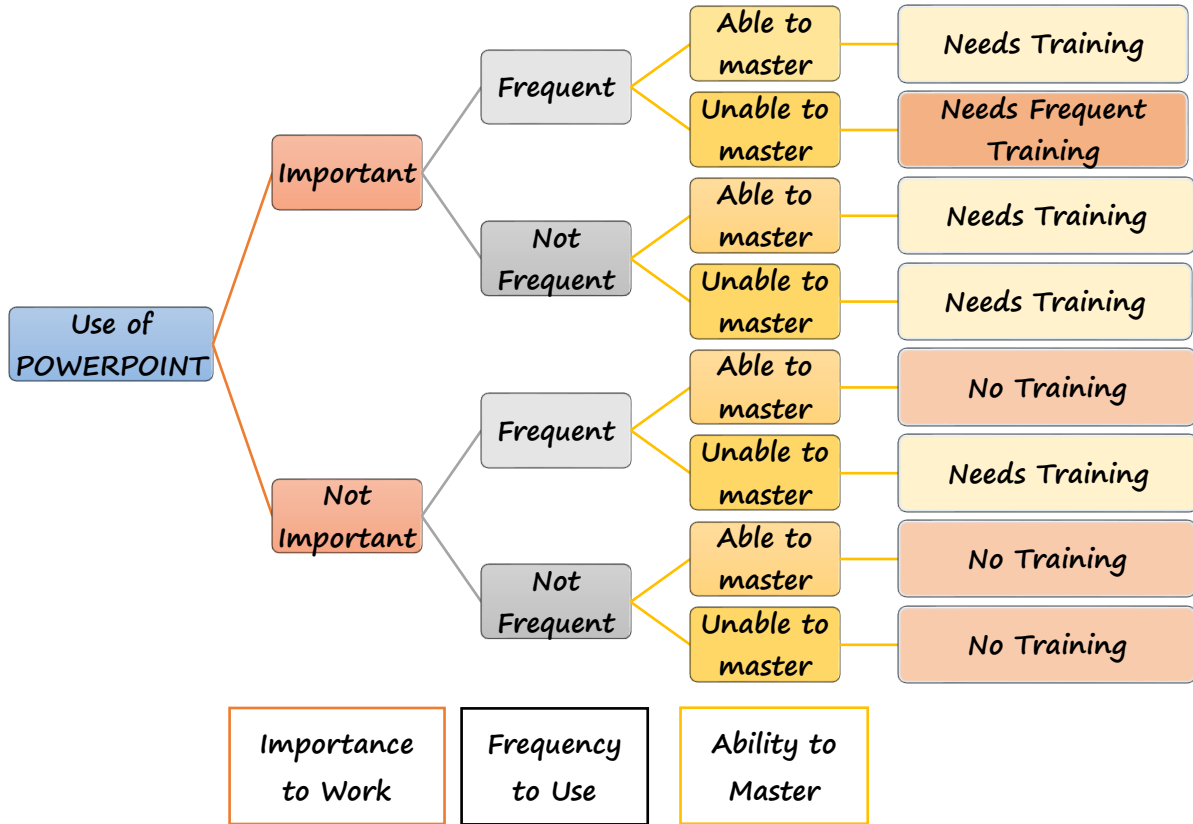 Use of
POWERPOINT
Important
Not
Important
Frequent
Not
Frequent
Frequent
Not
Frequent
Able to
master
Unable to
master
Able to
master
Unable to
master
Able to
master
Unable to
master
Able to
master
Unable to
master
Needs Training
Needs Frequent
Training
Needs Training
Needs Training
No Training
Needs Training
No Training
No Training
Importance
to Work
Frequency
to Use
Ability to
Master